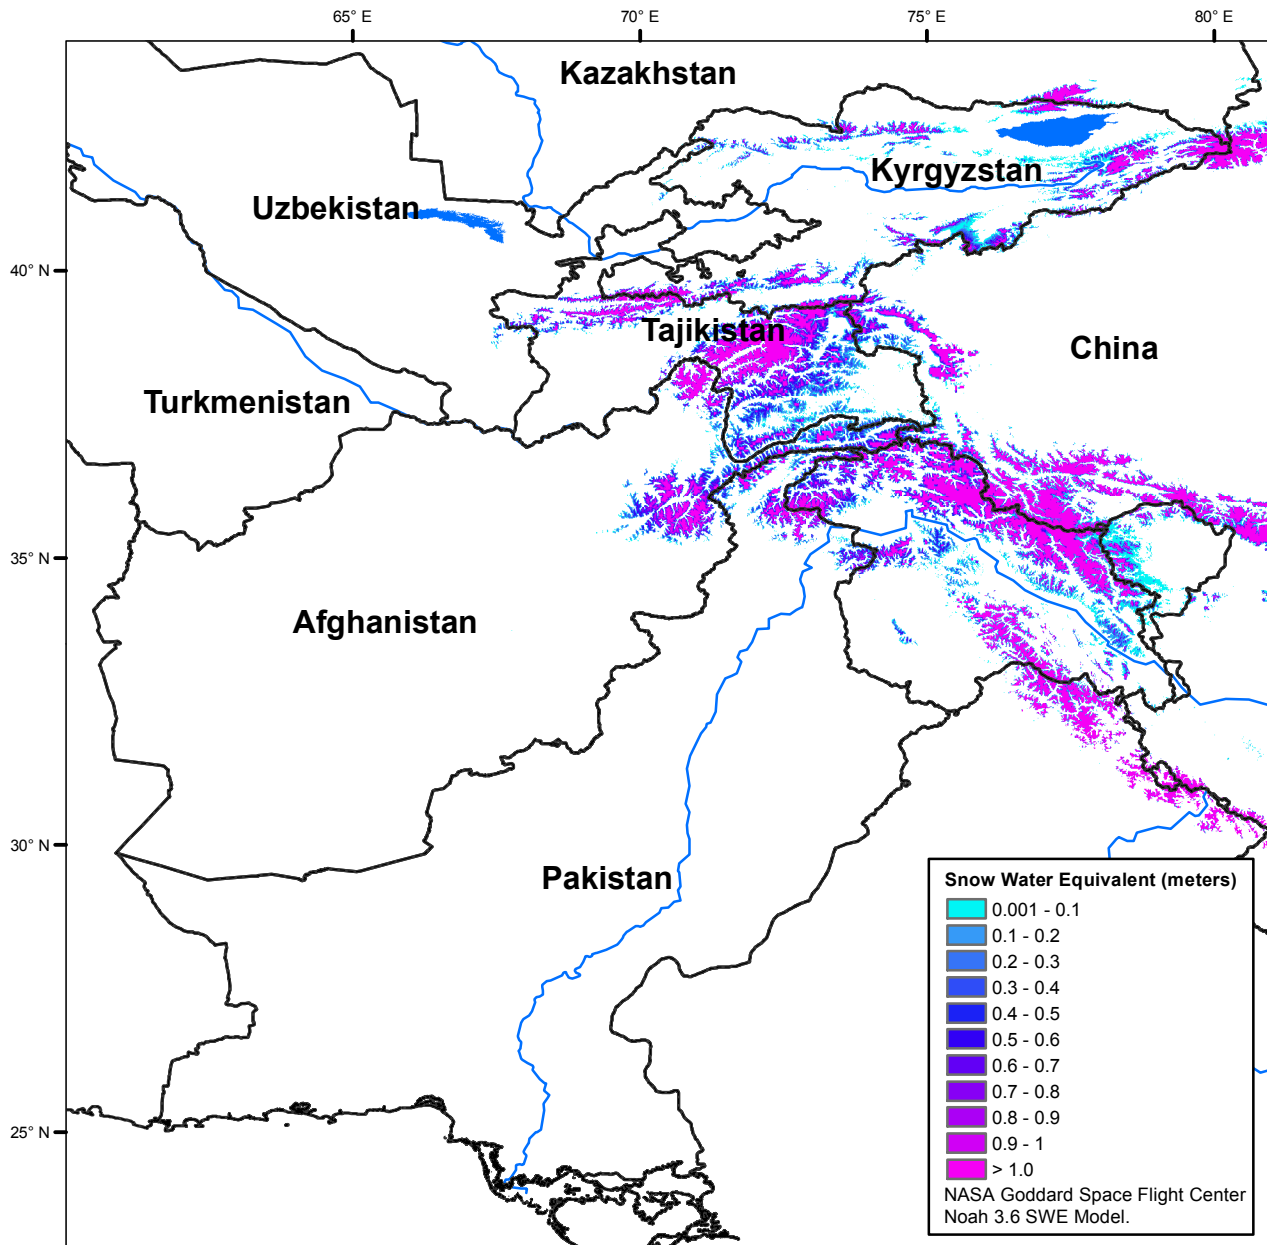 65° E
70° E
75° E
80° E
Kazakhstan
Kyrgyzstan
Uzbekistan
40° N
Tajikistan
China
Turkmenistan
35° N
Afghanistan
30° N
Pakistan
25° N
Snow Water Equivalent (meters)
0.001 - 0.1
0.1 - 0.2
0.2 - 0.3
0.3 - 0.4
0.4 - 0.5
0.5 - 0.6
0.6 - 0.7
0.7 - 0.8
0.8 - 0.9
0.9 - 1
> 1.0
NASA Goddard Space Flight Center
Noah 3.6 SWE Model.